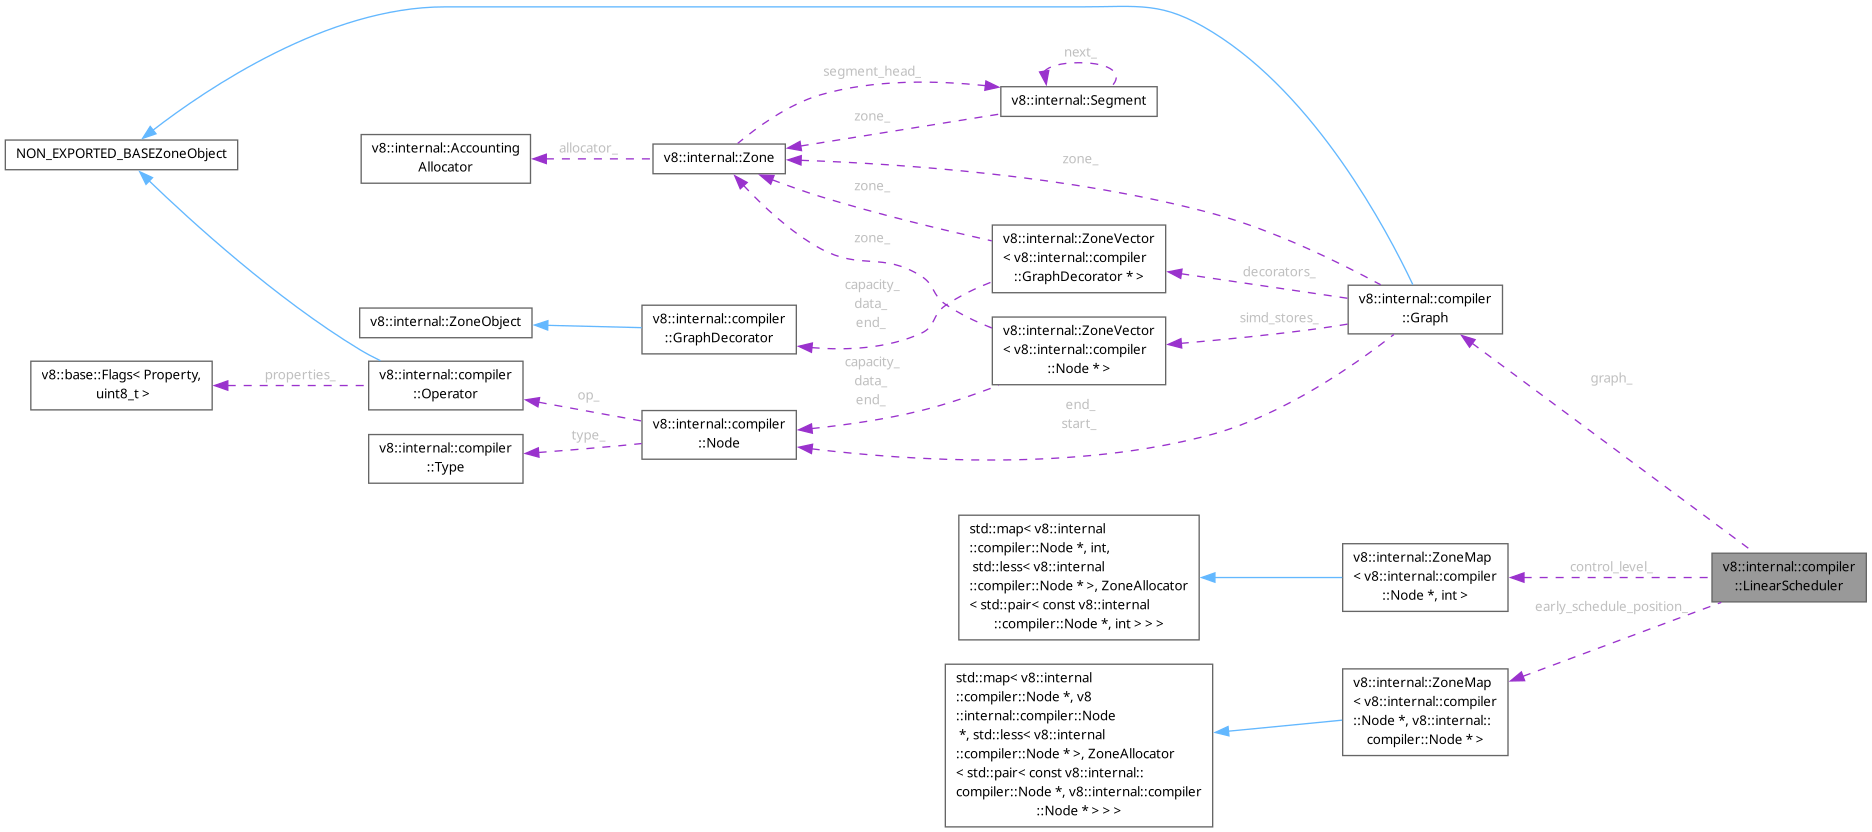 next_
segment_head_
v8::internal::Segment
zone_
NON_EXPORTED_BASEZoneObject
v8::internal::Accounting
Allocator
allocator_
v8::internal::Zone
zone_
zone_
v8::internal::ZoneVector
< v8::internal::compiler
::GraphDecorator * >
zone_
decorators_
capacity_
data_
end_
v8::internal::compiler
::Graph
v8::internal::ZoneObject
v8::internal::compiler
::GraphDecorator
v8::internal::ZoneVector
< v8::internal::compiler
::Node * >
simd_stores_
v8::base::Flags< Property,
uint8_t >
properties_
v8::internal::compiler
::Operator
op_
capacity_
data_
end_
graph_
v8::internal::compiler
::Type
type_
v8::internal::compiler
::Node
end_
start_
std::map< v8::internal
::compiler::Node *, int,
std::less< v8::internal
::compiler::Node * >, ZoneAllocator
< std::pair< const v8::internal
::compiler::Node *, int > > >
v8::internal::ZoneMap
< v8::internal::compiler
::Node *, int >
control_level_
v8::internal::compiler
::LinearScheduler
early_schedule_position_
std::map< v8::internal
::compiler::Node *, v8
::internal::compiler::Node
*, std::less< v8::internal
::compiler::Node * >, ZoneAllocator
< std::pair< const v8::internal::
compiler::Node *, v8::internal::compiler
::Node * > > >
v8::internal::ZoneMap
< v8::internal::compiler
::Node *, v8::internal::
compiler::Node * >